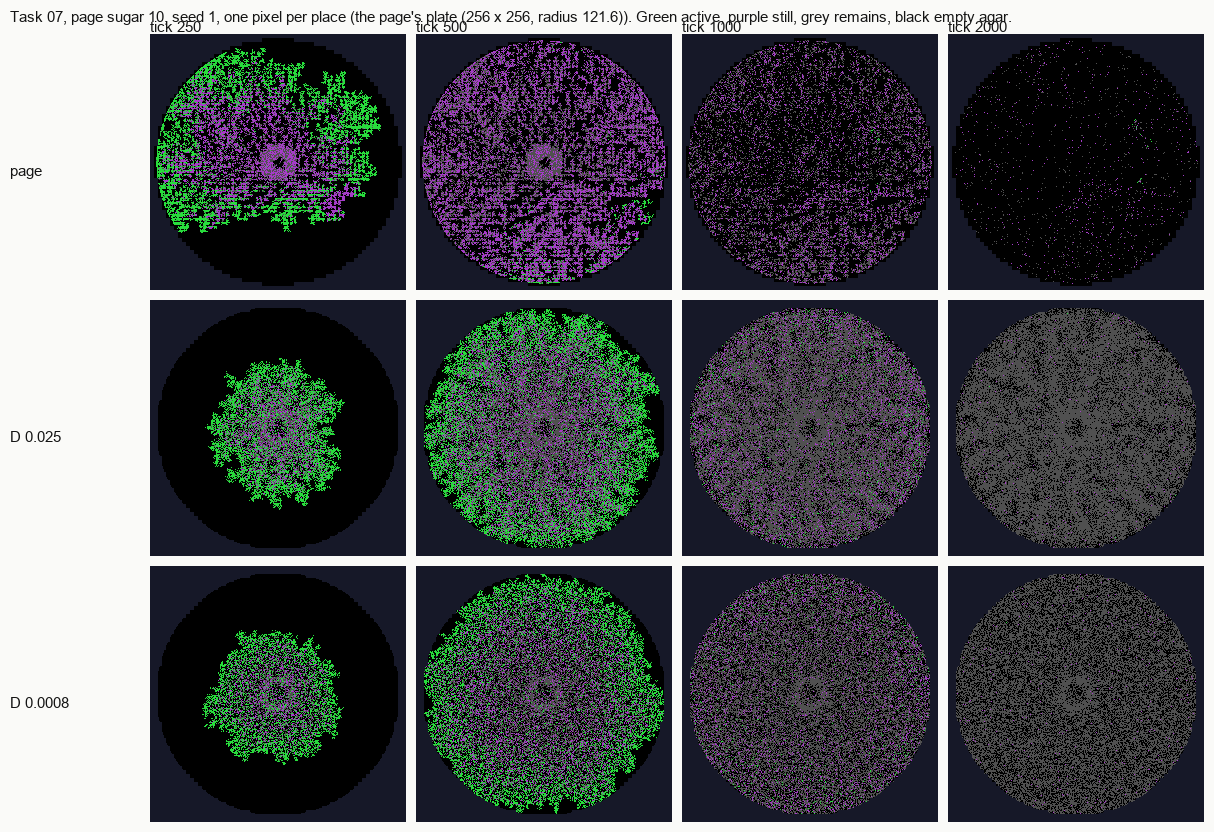 Task 07, page sugar 10, seed 1, one pixel per place (the page's plate (256 x 256, radius 121.6)). Green active, purple still, grey remains, black empty agar.
tick 250 tick 500 tick 1000 tick 2000
page
D 0.025
D 0.0008